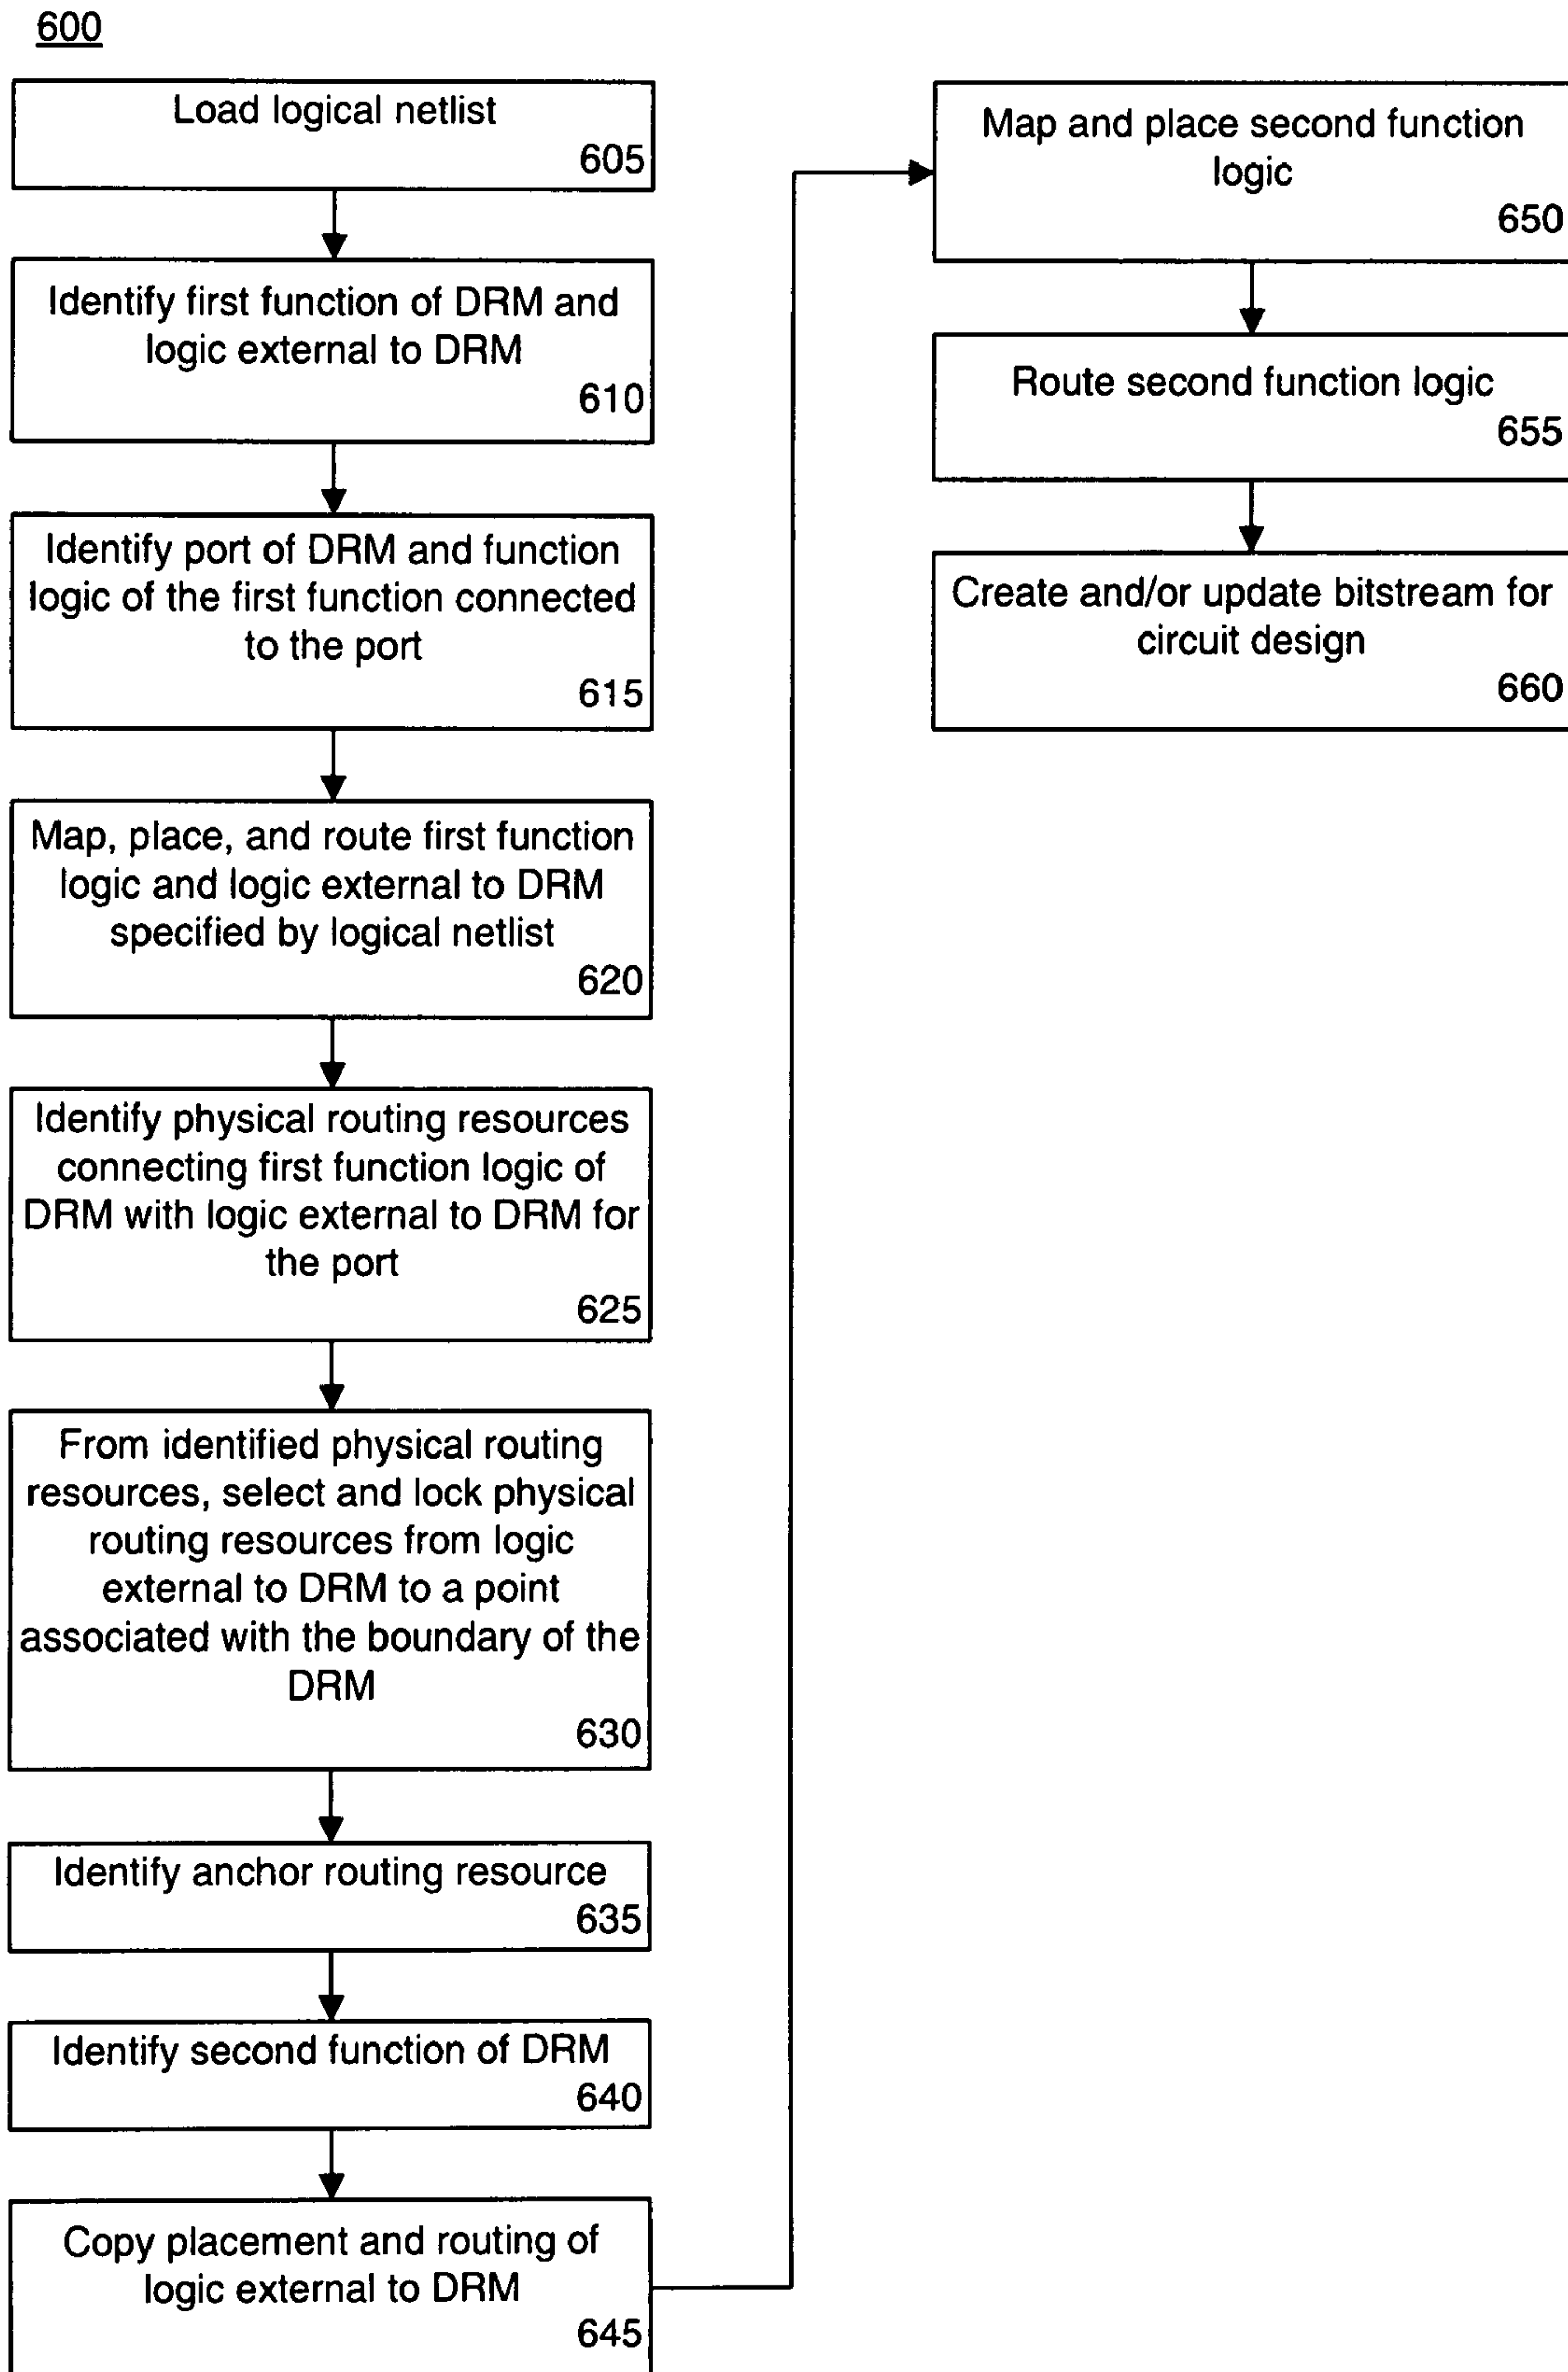 600
Load logical netlist
605
Identify first function of DRM and
logic external to DRM
610
Identify port of DRM and function
logic of the first function connected
to the port
615
Map, place, and route first function
logic and logic external to DRM
specified by logical netlist
620
Identify physical routing resources
connecting first function logic of
DRM with logic external to DRM for
the port
625
From identified physical routing
resources, select and lock physical
routing resources from logic
external to DRM to a point
associated with the boundary of the
DRM
630
Identify anchor routing resource
635
Identify second function of DRM
640
Copy placement and routing of
logic external to DRM
645
Map and place second function
logic
650
Route second function logic
655
Create and/or update bitstream for
circuit design
660